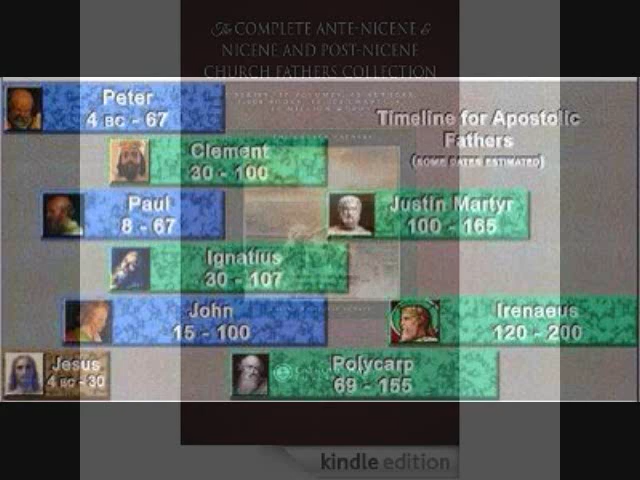 The COMPLETE ANTE-NICENE &
NICENE AND POST-NICENE
CHURCH FATHERS COLLECTION
Timeline for Apostolic
Fathers
(SOME DATES ESTIMATED)
Peter
4 BC - 67
Clement
30 - 100
Paul
8 - 67
Justin Martyr
100 - 165
Ignatius
30 - 107
John
15 - 100
Irenaeus
120 - 200
Jesus
4 BC - 30
Polycarp
69 - 155
kindle edition